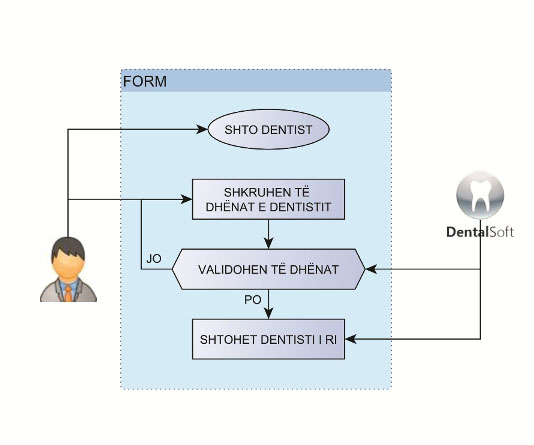 FORM
SHTO DENTIST
SHKRUHEN TË
DHËNAT E DENTISTIT
DentalSoft
JO
VALIDOHEN TË DHËNAT
PO
SHTOHET DENTISTI I RI